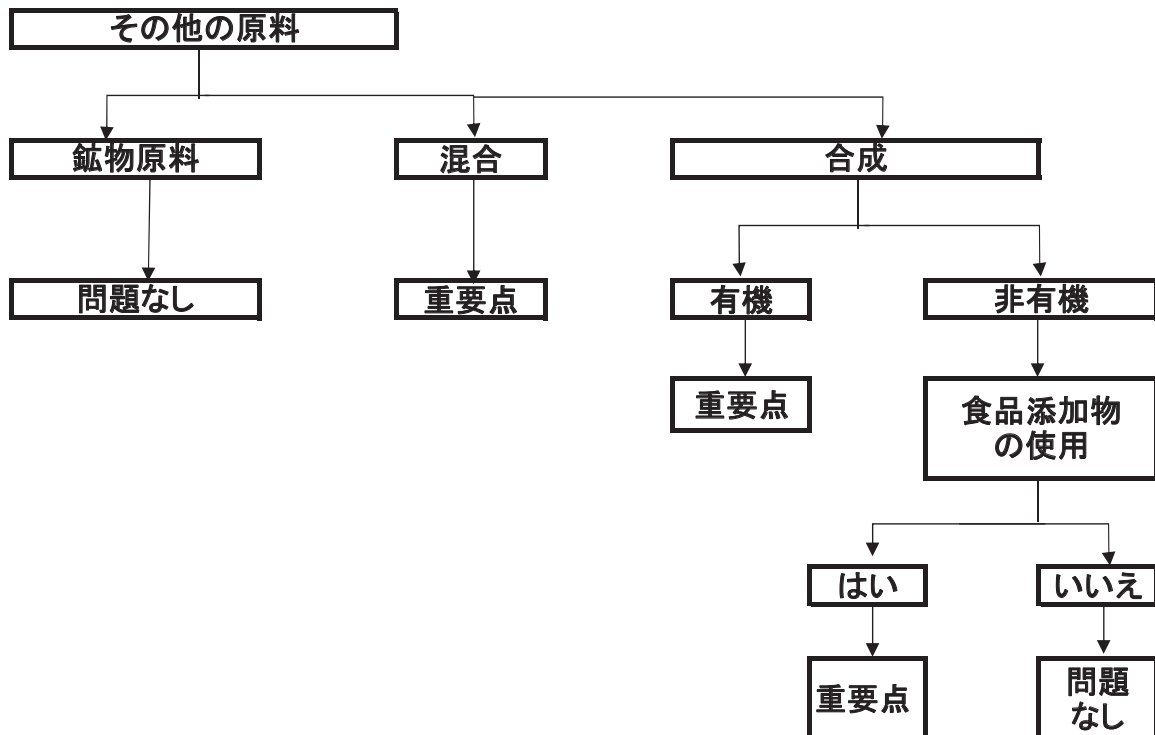 その他の原料
鉱物原料
混合
合成
問題なし
重要点
有機
非有機
重要点
食品添加物
の使用
はい
いいえ
重要点
問題
なし